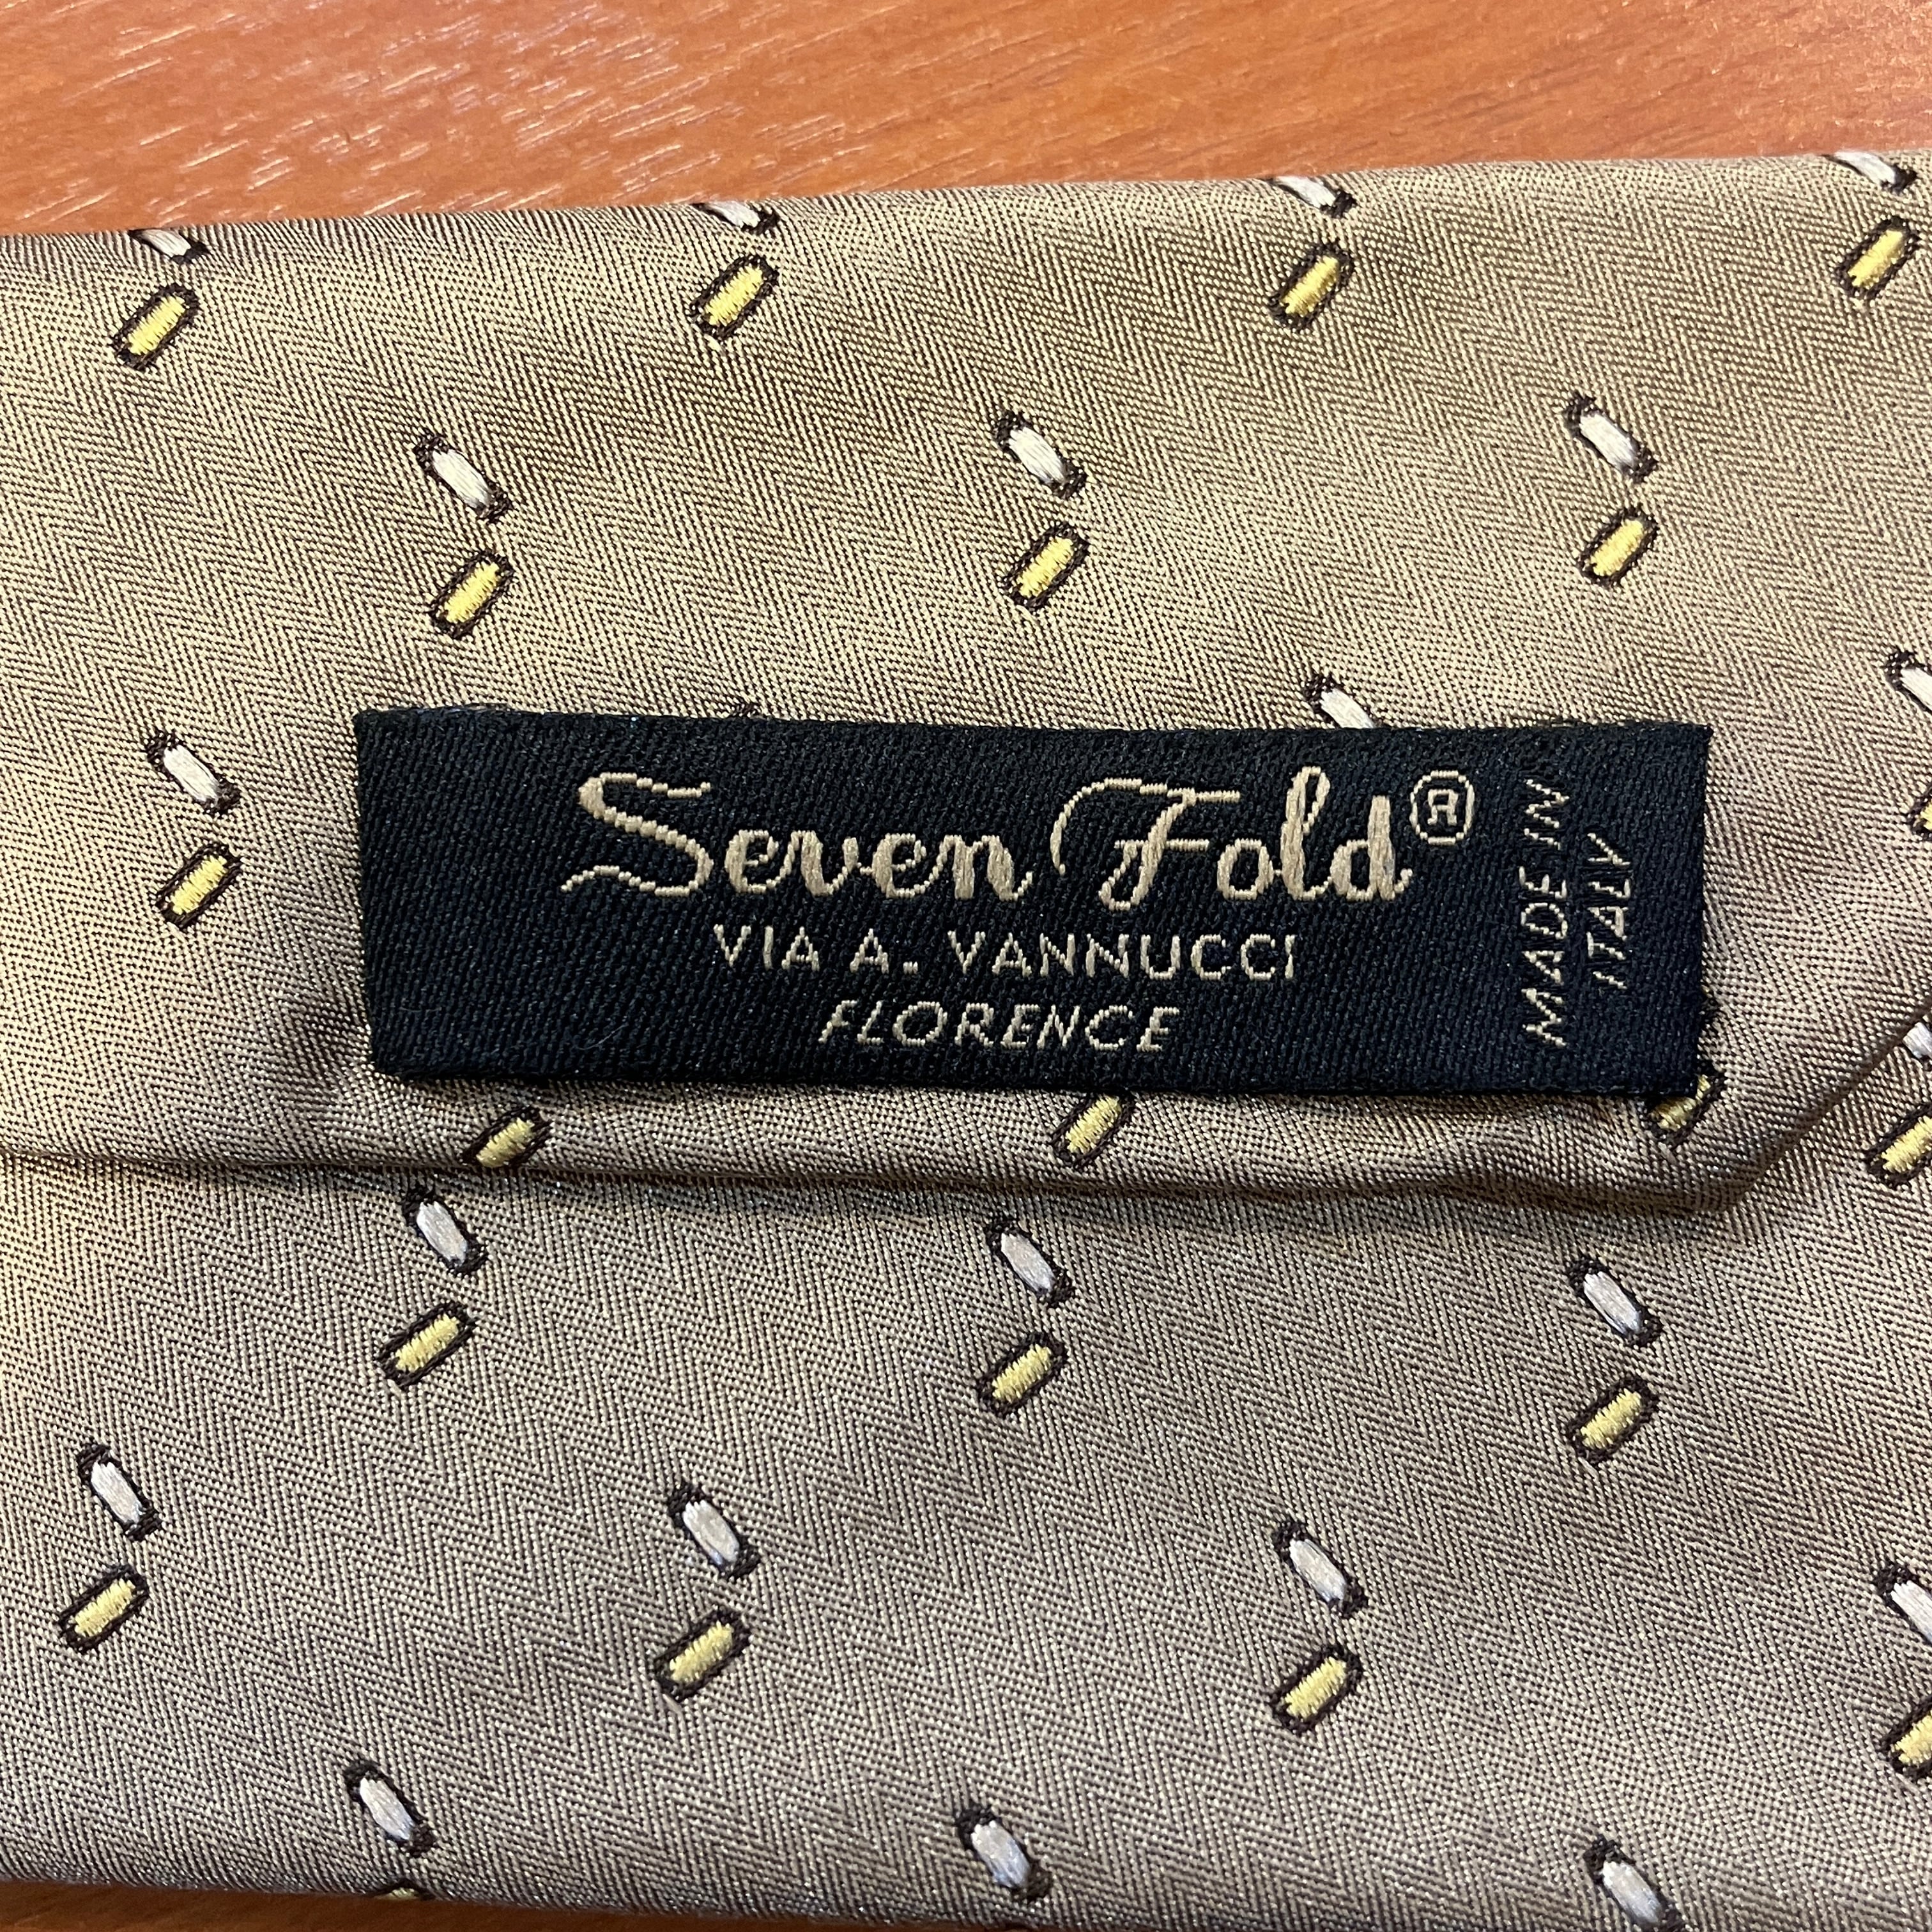 Seven Fold®
VIA A. VANNUCCI
FLORENCE
MADE IN
ITALY